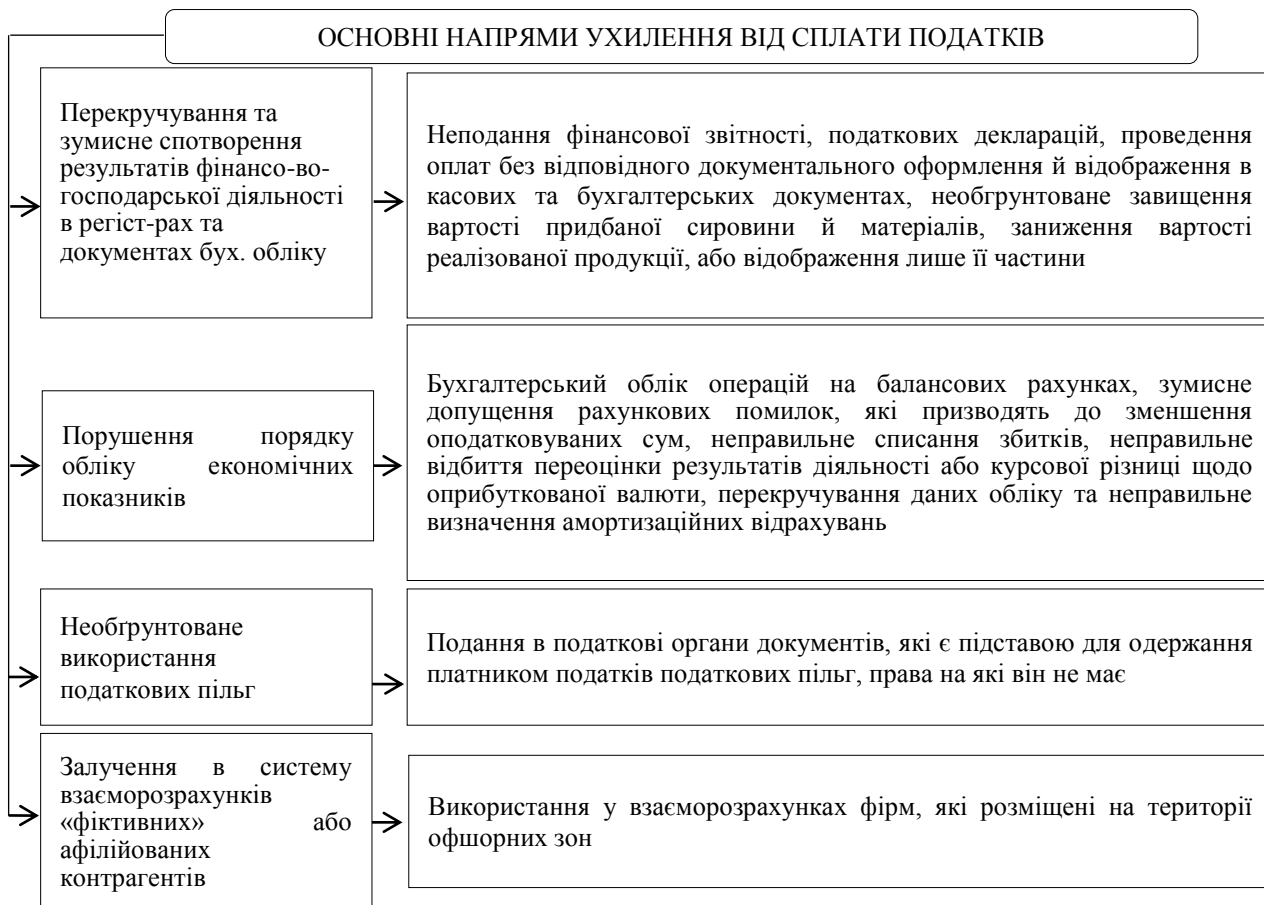 ОСНОВНІ НАПРЯМИ УХИЛЕННЯ ВІД СПЛАТИ ПОДАТКІВ
Перекручування та
зумисне спотворення
результатів фінансо-во-
господарської діяльності
в регіст-рах та
документах бух. обліку
Неподання фінансової звітності, податкових декларацій, проведення
оплат без відповідного документального оформлення й відображення в
касових та бухгалтерських документах, необгрунтоване завищення
вартості придбаної сировини й матеріалів, заниження вартості
реалізованої продукції, або відображення лише її частини
Порушення порядку
обліку економічних
показників
Бухгалтерський облік операцій на балансових рахунках, зумисне
допущення рахункових помилок, які призводять до зменшення
оподатковуваних сум, неправильне списання збитків, неправильне
відбиття переоцінки результатів діяльності або курсової різниці щодо
оприбуткованої валюти, перекручування даних обліку та неправильне
визначення амортизаційних відрахувань
Необґрунтоване
використання
податкових пільг
Подання в податкові органи документів, які є підставою для одержання
платником податків податкових пільг, права на які він не має
Залучення в систему
взаєморозрахунків
«фіктивних» або
афілійованих
контрагентів
Використання у взаєморозрахунках фірм, які розміщені на території
офшорних зон